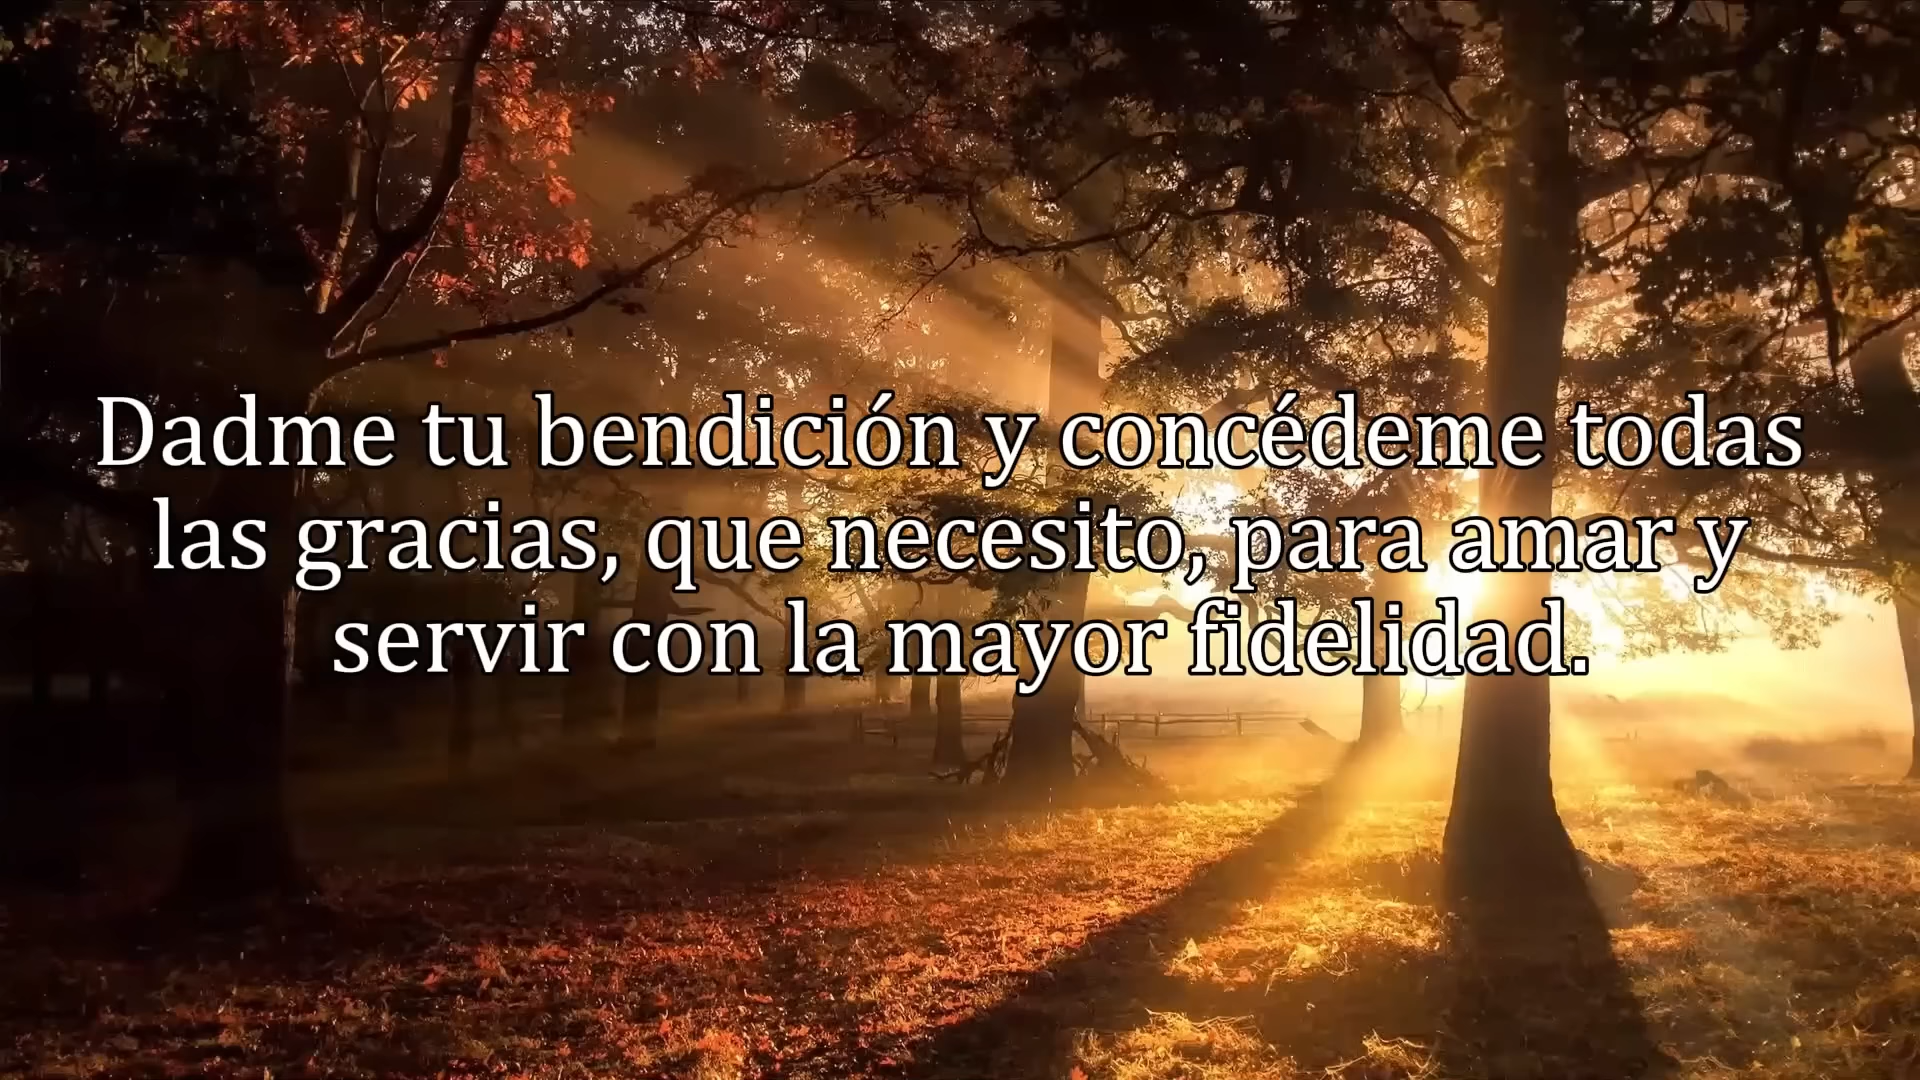 Dadme tu bendición y concédeme todas
las gracias, que necesito, para amar y
servir con la mayor fidelidad.